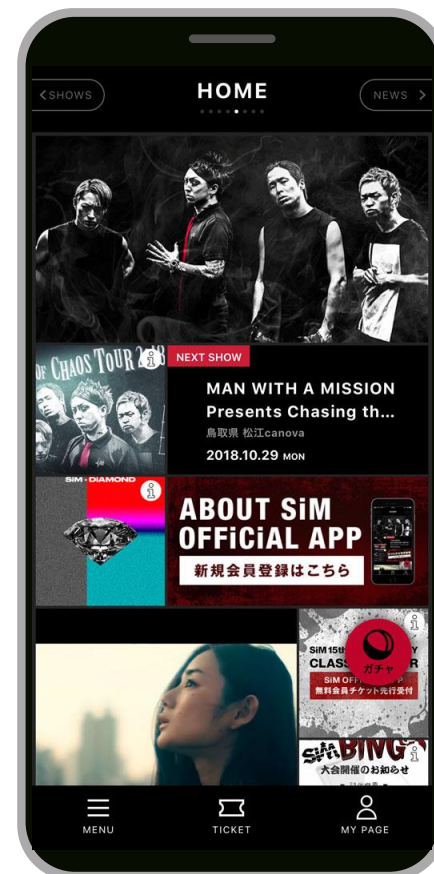 SHOWS
HOME
NEWS
OF CHAOS TOUR 2018
NEXT SHOW
MAN WITH A MISSION
Presents Chasing th...
鳥取県 松江canova
2018.10.29 MON
SiM - DIAMOND
ABOUT SiM
OFFiCiAL APP
新規会員登録はこちら
SiM 15th
CLASS
ガチャ
SiM OFF
無料会員チケット先行受付
SiM BINGO
大会開催のお知らせ
MENU
TICKET
MY PAGE